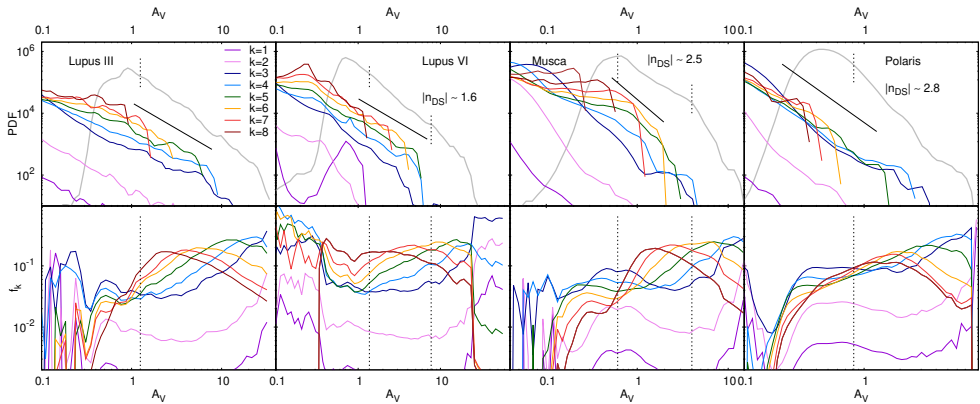 A_V A_V A_V A_V
0.1 1 10 0.1 1 10 0.1 1 10 0.1 1
Lupus III Lupus VI Musca Polaris
|n_DS| ~ 1.6 |n_DS| ~ 2.5 |n_DS| ~ 2.8
k=1
k=2
k=3
k=4
k=5
k=6
k=7
k=8
PDF
10^6
10^4
10^2
f_k
10^-1
10^-2
0.1 1 10 0.1 1 10 0.1 1 10 0.1 1
A_V A_V A_V A_V